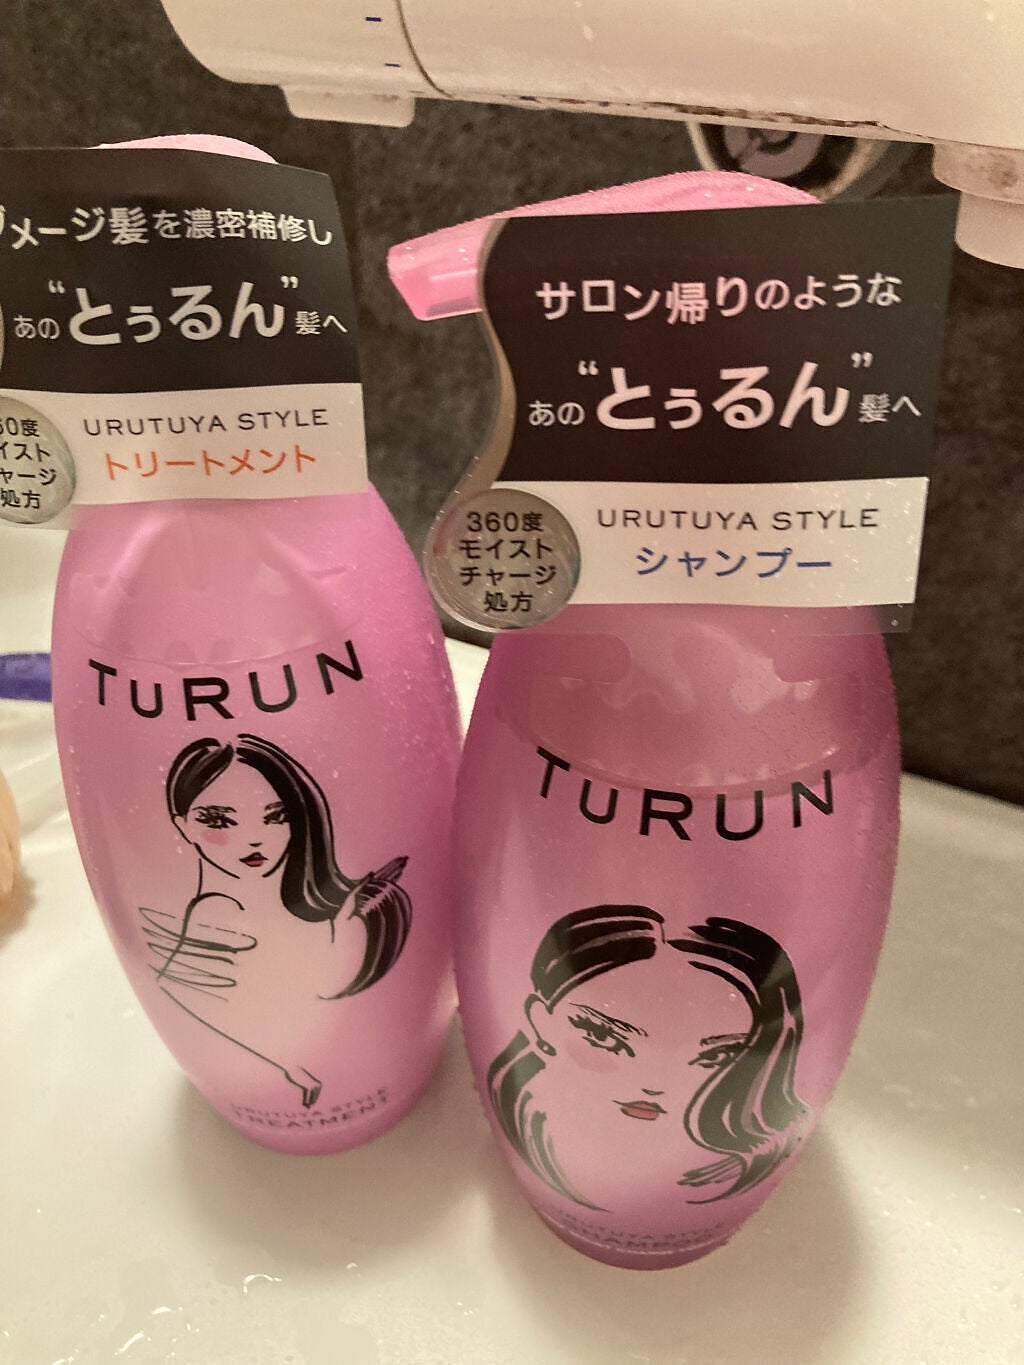 ダメージ髪を濃密補修し
あの“とぅるん”髪へ
60度
イスト
ャージ
処方
URUTUYA STYLE
トリートメント
TURUN
URUTUYA STYLE
TREATMENT
サロン帰りのような
あの“とぅるん”髪へ
360度
モイスト
チャージ
処方
URUTUYA STYLE
シャンプー
TURUN
URUTUYA STYLE
SHAMPOO